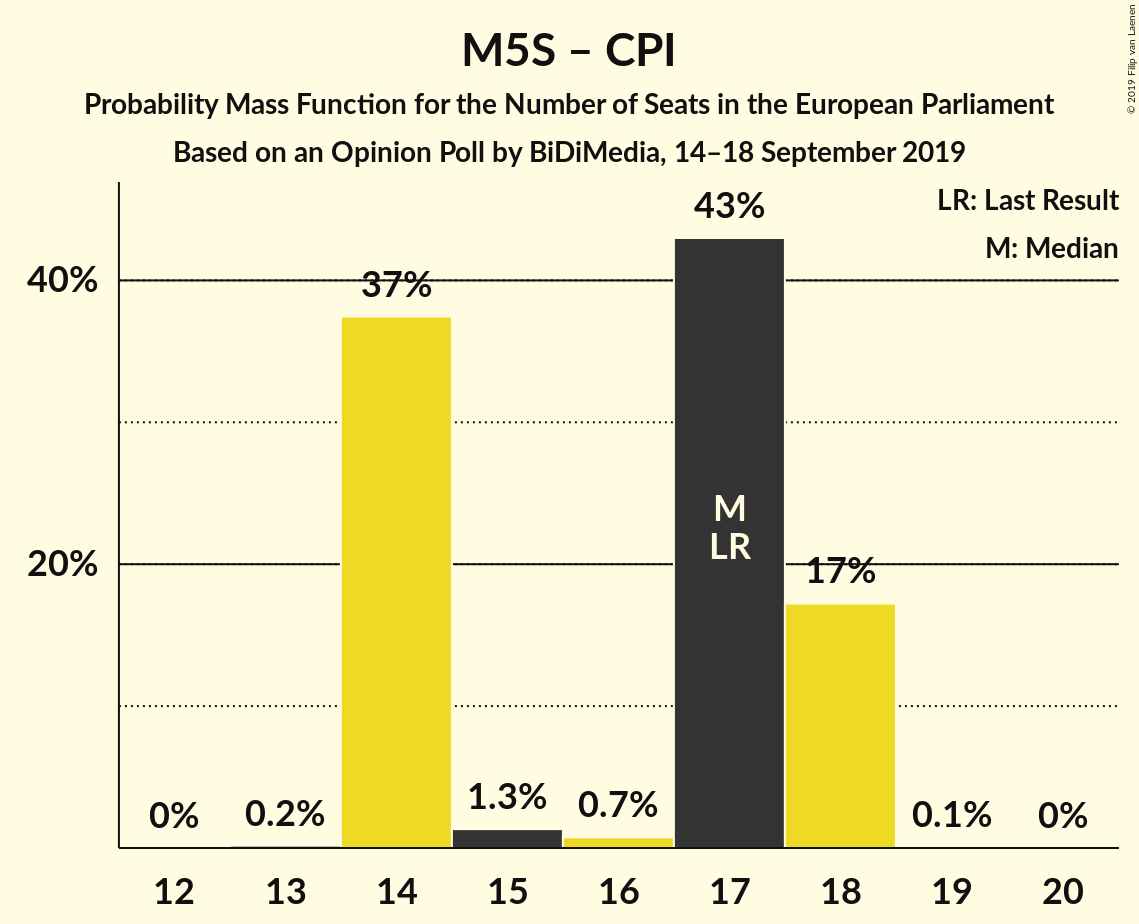 M5S – CPI
Probability Mass Function for the Number of Seats in the European Parliament
Based on an Opinion Poll by BiDiMedia, 14–18 September 2019
© 2019 Filip van Laenen
LR: Last Result
M: Median
40%
20%
0%
0.2%
37%
1.3%
0.7%
43%
M
LR
17%
0.1%
0%
12 13 14 15 16 17 18 19 20